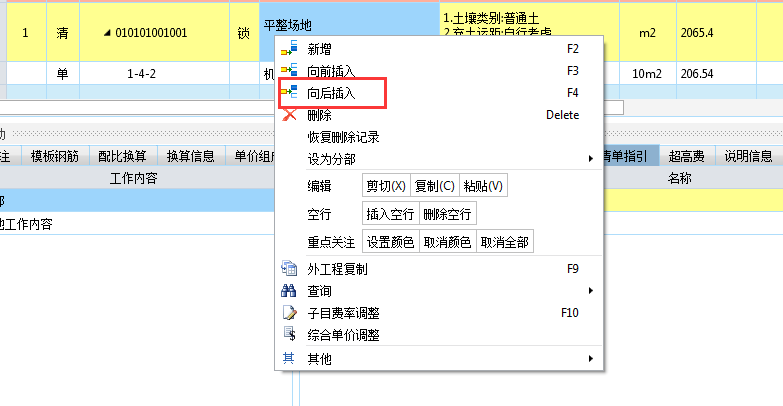 1 清 010101001001 锁 平整场地 1.土壤类别:普通土 m2 2065.4
2.弃土运距:自行考虑
单 1-4-2 机 10m2 206.54
新增 F2
向前插入 F3
向后插入 F4
删除 Delete
恢复删除记录
设为分部
编辑 剪切(X) 复制(C) 粘贴(V)
空行 插入空行 删除空行
重点关注 设置颜色 取消颜色 取消全部
外工程复制 F9
查询
子目费率调整 F10
综合单价调整
其 其他
动
注 模板钢筋 配比换算 换算信息 单价组成 清单指引 超高费 说明信息
工作内容 名称
部
他工作内容